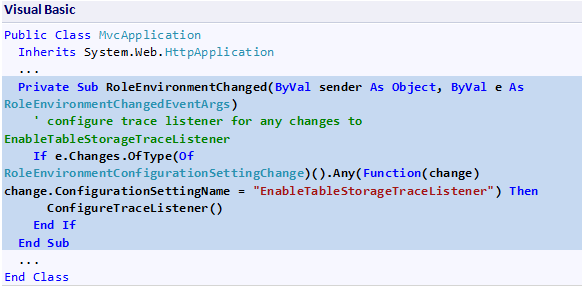 Visual Basic
Public Class MvcApplication
  Inherits System.Web.HttpApplication
  ...
  Private Sub RoleEnvironmentChanged(ByVal sender As Object, ByVal e As
RoleEnvironmentChangedEventArgs)
    ' configure trace listener for any changes to
EnableTableStorageTraceListener
    If e.Changes.OfType(Of
RoleEnvironmentConfigurationSettingChange)().Any(Function(change)
change.ConfigurationSettingName = "EnableTableStorageTraceListener") Then
      ConfigureTraceListener()
    End If
  End Sub
  ...
End Class